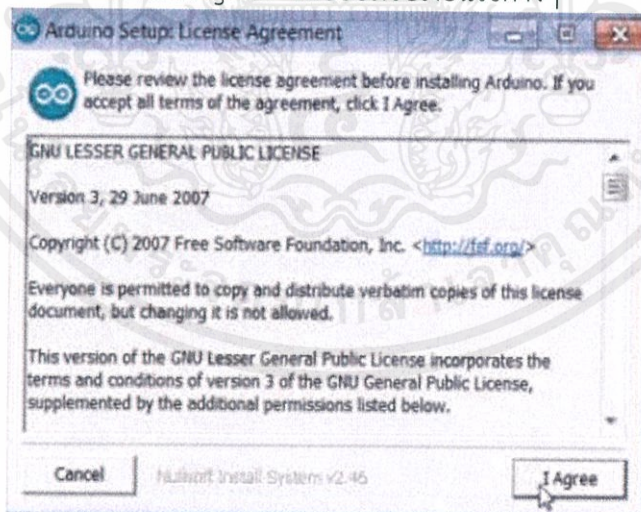 Arduino Setup: License Agreement
Please review the license agreement before installing Arduino. If you
accept all terms of the agreement, click I Agree.
GNU LESSER GENERAL PUBLIC LICENSE
Version 3, 29 June 2007
Copyright (C) 2007 Free Software Foundation, Inc. <http://fsf.org/>
Everyone is permitted to copy and distribute verbatim copies of this license
document, but changing it is not allowed.
This version of the GNU Lesser General Public License incorporates the
terms and conditions of version 3 of the GNU General Public License,
supplemented by the additional permissions listed below.
Cancel
Nullsoft Install System v2.46
I Agree